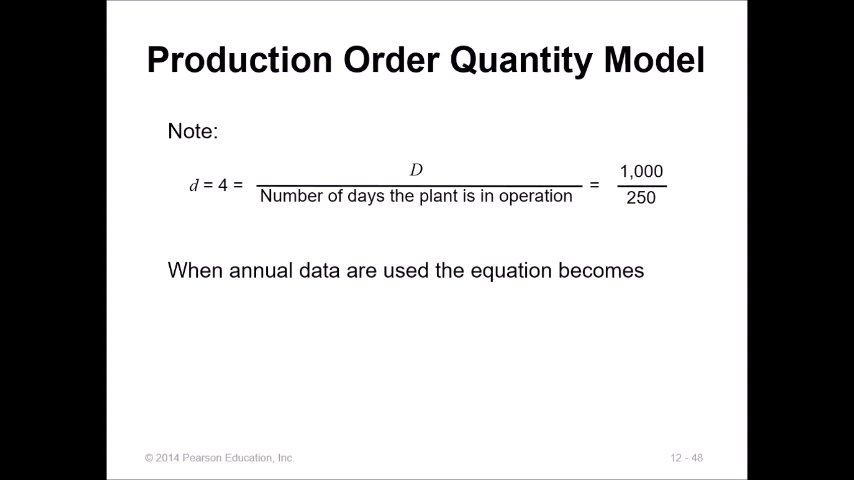 Production Order Quantity Model
Note:
d = 4 = D / Number of days the plant is in operation = 1,000 / 250
When annual data are used the equation becomes
© 2014 Pearson Education, Inc.
12 - 48